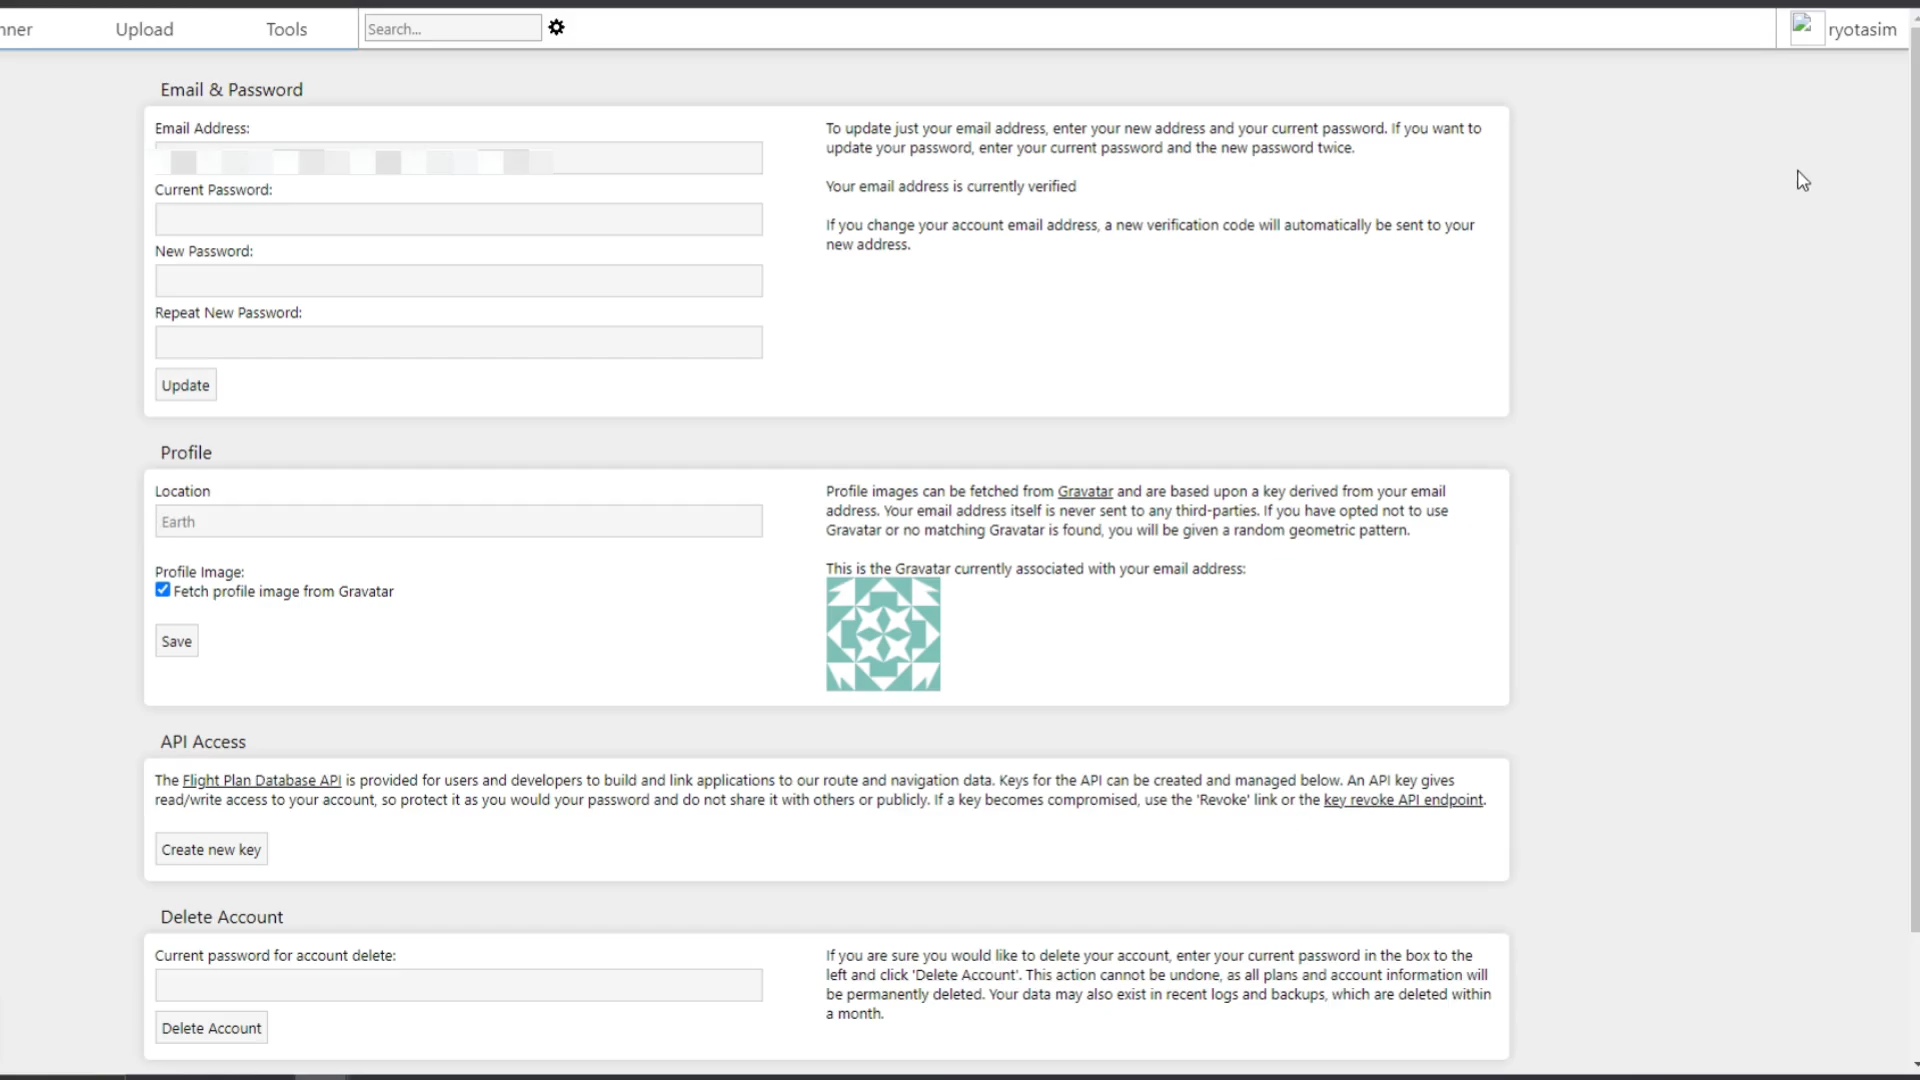 nner Upload Tools Search... ryotasim
Email & Password
Email Address:
Current Password:
New Password:
Repeat New Password:
Update
To update just your email address, enter your new address and your current password. If you want to
update your password, enter your current password and the new password twice.
Your email address is currently verified
If you change your account email address, a new verification code will automatically be sent to your
new address.
Profile
Location
Earth
Profile Image:
Fetch profile image from Gravatar
Save
Profile images can be fetched from Gravatar and are based upon a key derived from your email
address. Your email address itself is never sent to any third-parties. If you have opted not to use
Gravatar or no matching Gravatar is found, you will be given a random geometric pattern.
This is the Gravatar currently associated with your email address:
API Access
The Flight Plan Database API is provided for users and developers to build and link applications to our route and navigation data. Keys for the API can be created and managed below. An API key gives
read/write access to your account, so protect it as you would your password and do not share it with others or publicly. If a key becomes compromised, use the 'Revoke' link or the key revoke API endpoint.
Create new key
Delete Account
Current password for account delete:
Delete Account
If you are sure you would like to delete your account, enter your current password in the box to the
left and click 'Delete Account'. This action cannot be undone, as all plans and account information will
be permanently deleted. Your data may also exist in recent logs and backups, which are deleted within
a month.